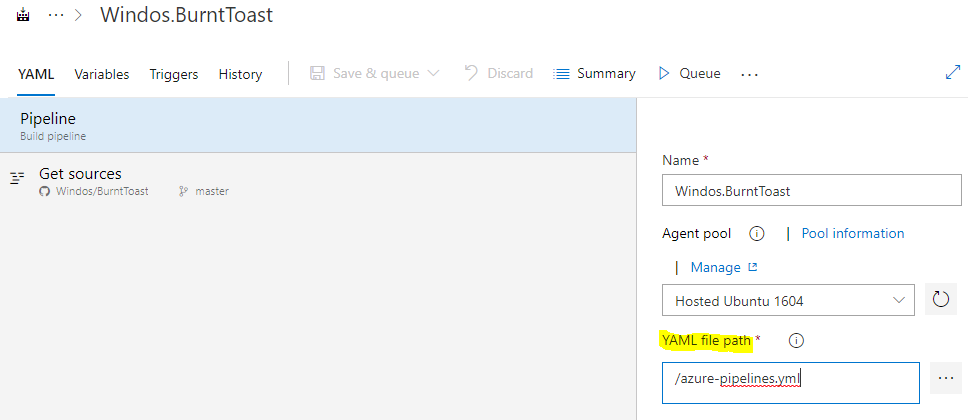 ··· > Windos.BurntToast
YAML Variables Triggers History Save & queue Discard Summary Queue ...
Pipeline
Build pipeline
Get sources
Windos/BurntToast master
Name *
Windos.BurntToast
Agent pool | Pool information
| Manage
Hosted Ubuntu 1604
YAML file path *
/azure-pipelines.yml ...